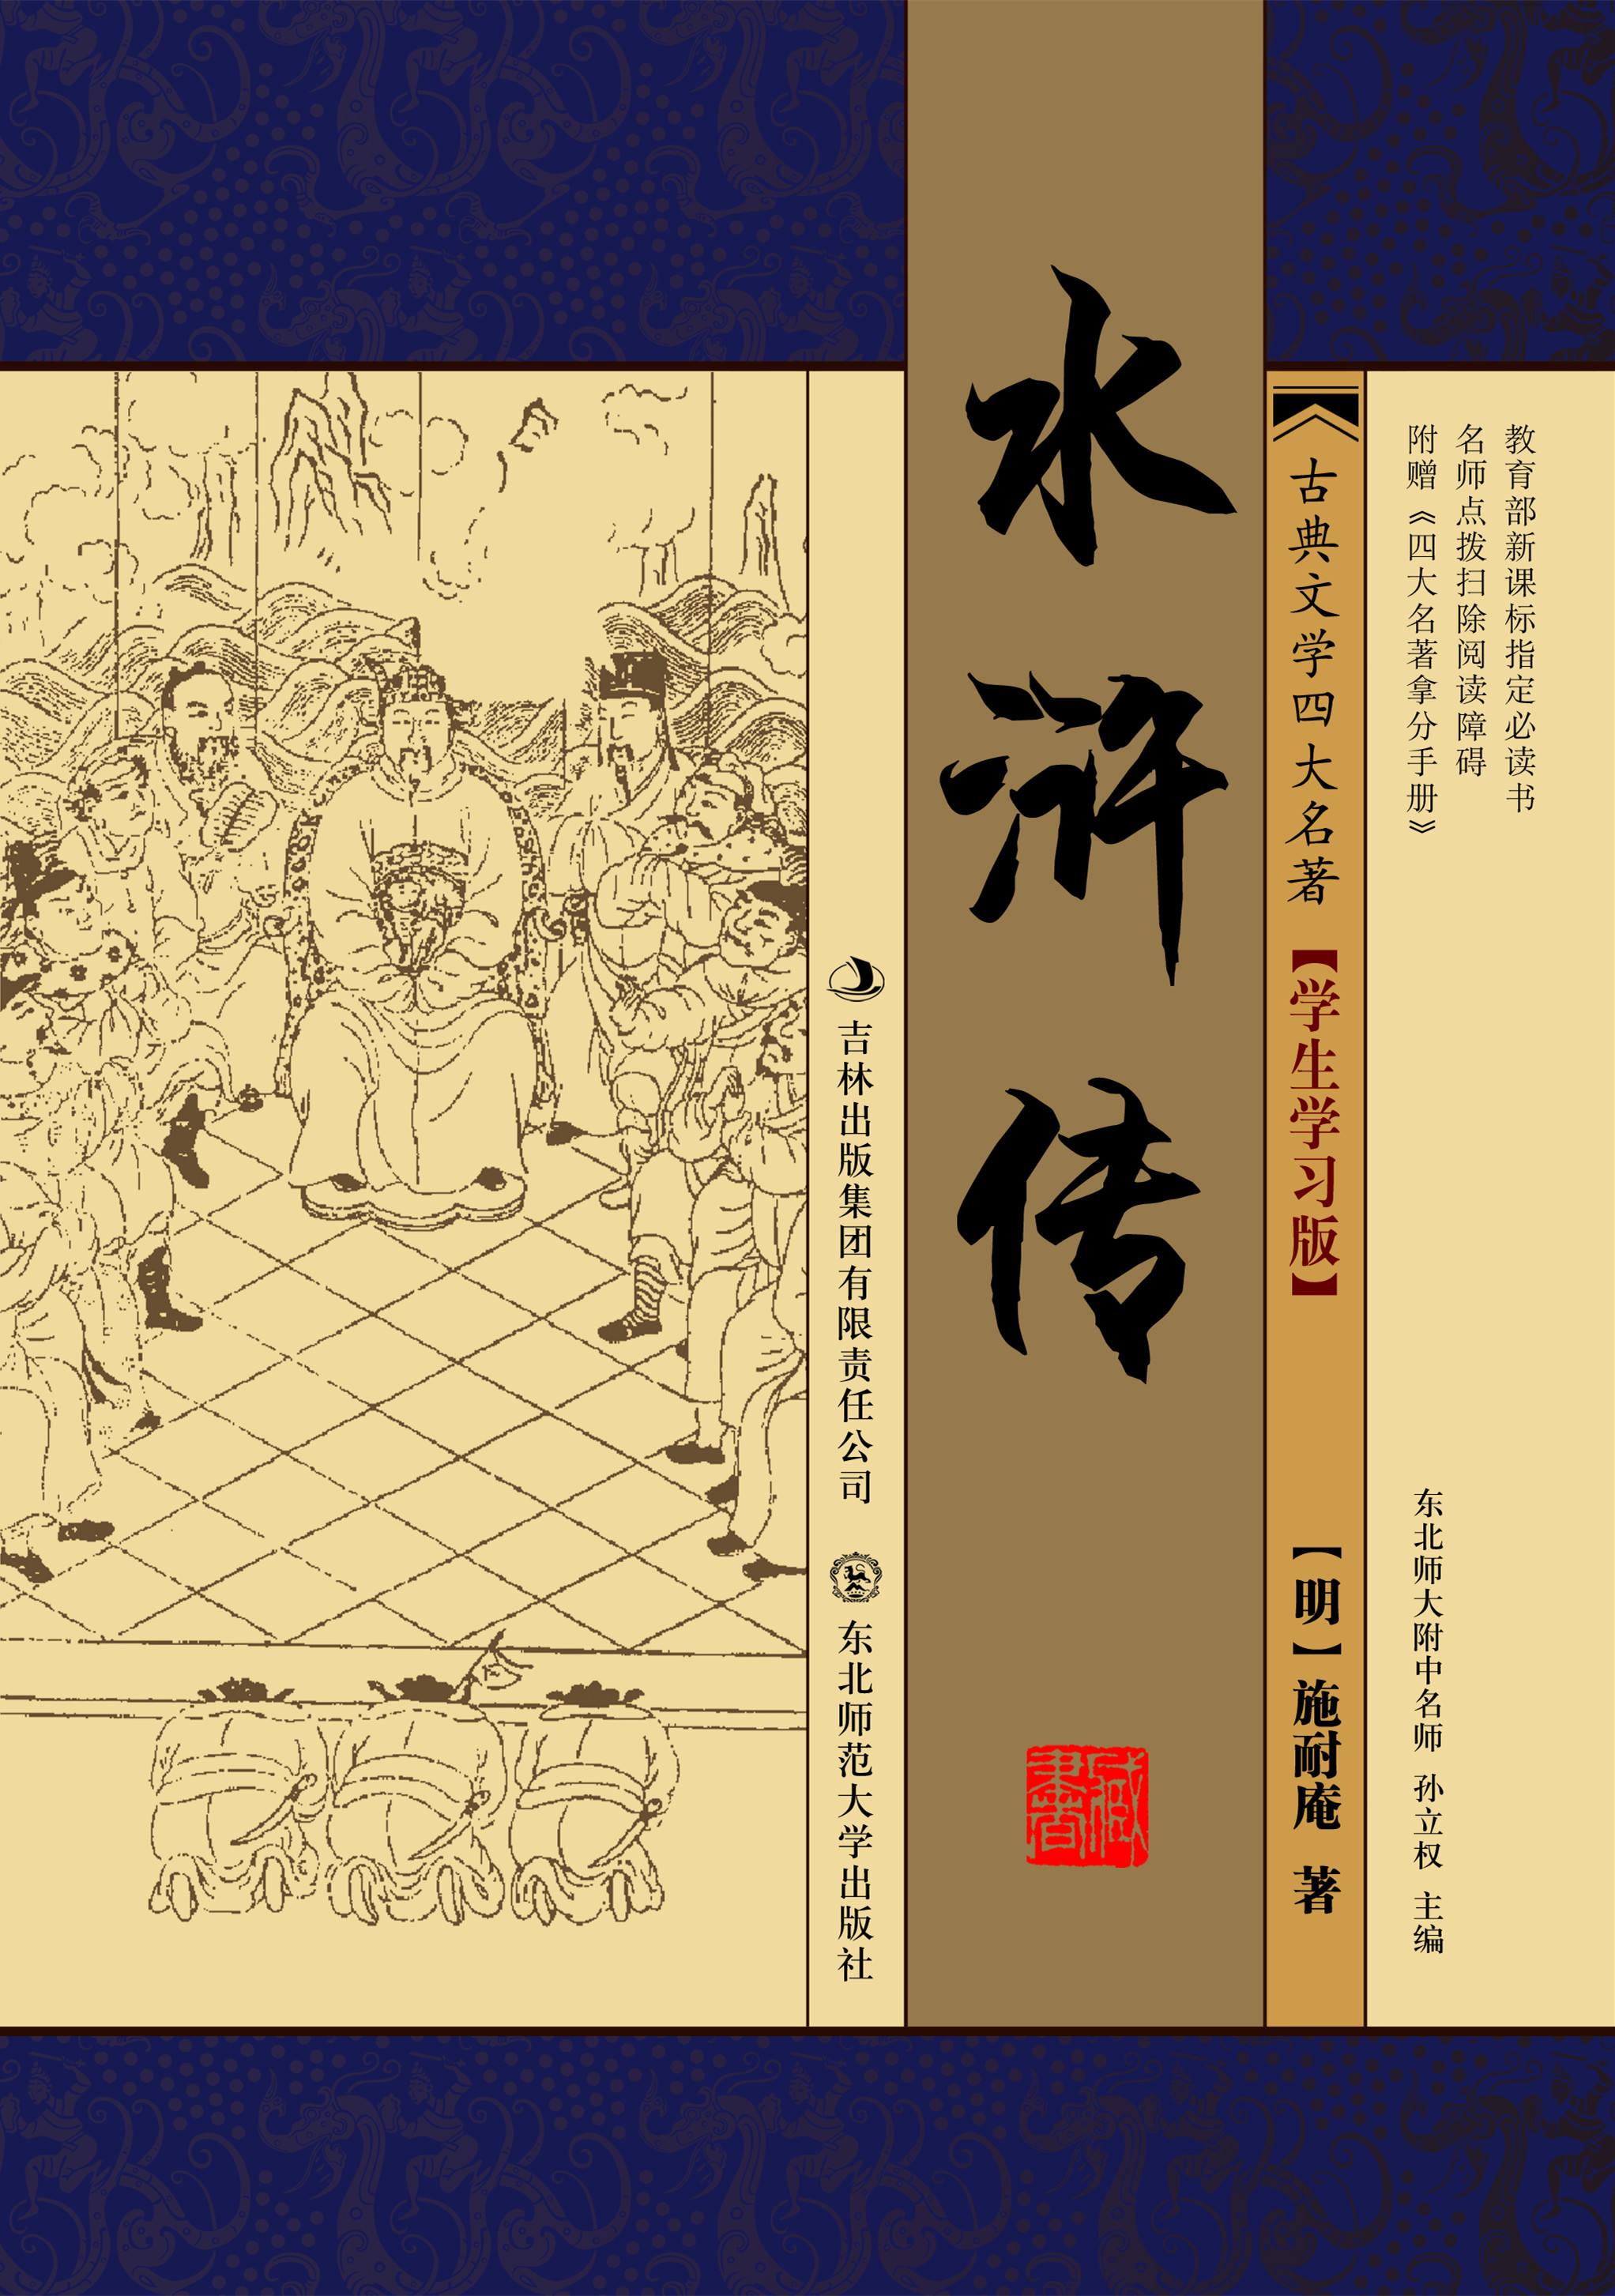 教育部新课标指定必读书
名师点拨扫除阅读障碍
附赠《四大名著拿分手册》
东北师大附中名师 孙立权 主编
古典文学四大名著【学生学习版】
【明】施耐庵 著
水浒传
藏書
吉林出版集团有限责任公司
东北师范大学出版社